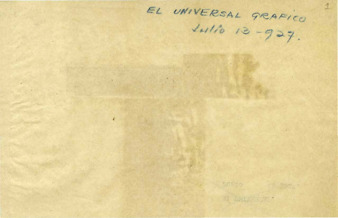 EL UNIVERSAL GRAFICO
Julio 13-927.